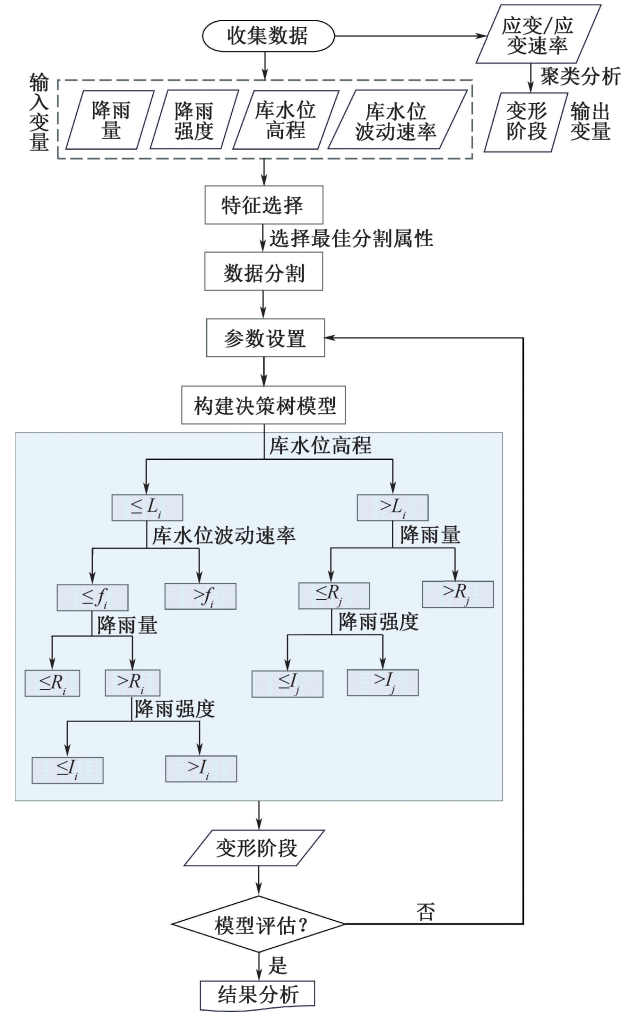 收集数据
应变/应
变速率
聚类分析
输入变量
降雨
量
降雨
强度
库水位
高程
库水位
波动速率
变形
阶段
输出
变量
特征选择
选择最佳分割属性
数据分割
参数设置
构建决策树模型
库水位高程
≤Li
>Li
库水位波动速率
降雨量
≤fi
>fi
≤Rj
>Rj
降雨量
降雨强度
≤Ri
>Ri
≤Ij
>Ij
降雨强度
≤Ii
>Ii
变形阶段
模型评估?
否
是
结果分析